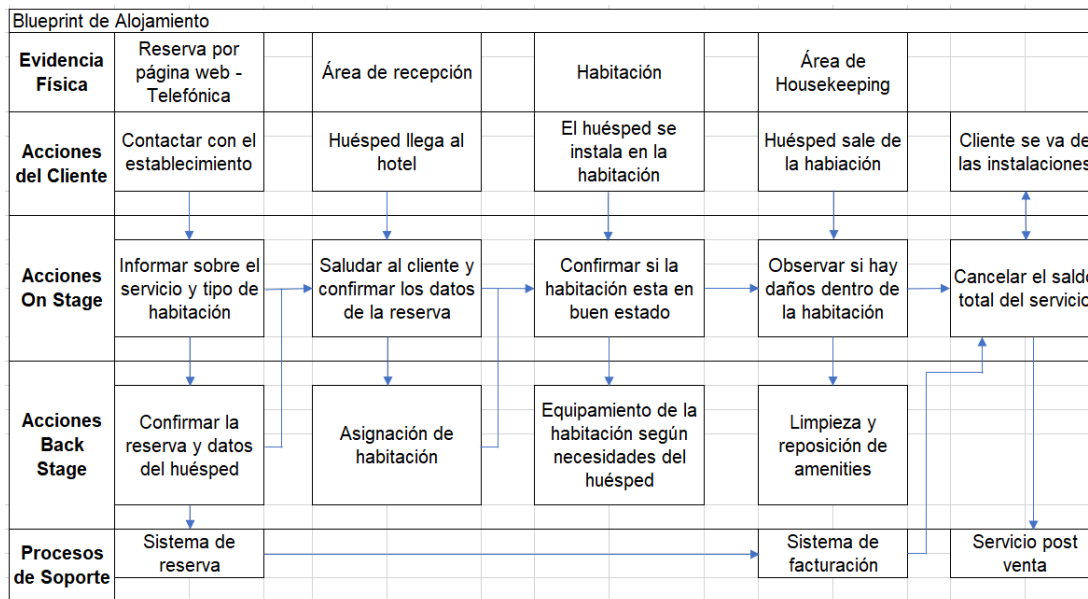 Blueprint de Alojamiento
Evidencia
Física
Reserva por
página web -
Telefónica
Área de recepción
Habitación
Área de
Housekeeping
Acciones
del Cliente
Contactar con el
establecimiento
Huésped llega al
hotel
El huésped se
instala en la
habitación
Huésped sale de
la habiación
Cliente se va de
las instalaciones
Acciones
On Stage
Informar sobre el
servicio y tipo de
habitación
Saludar al cliente y
confirmar los datos
de la reserva
Confirmar si la
habitación esta en
buen estado
Observar si hay
daños dentro de
la habitación
Cancelar el saldo
total del servicio
Acciones
Back
Stage
Confirmar la
reserva y datos
del huésped
Asignación de
habitación
Equipamiento de la
habitación según
necesidades del
huésped
Limpieza y
reposición de
amenities
Procesos
de Soporte
Sistema de
reserva
Sistema de
facturación
Servicio post
venta